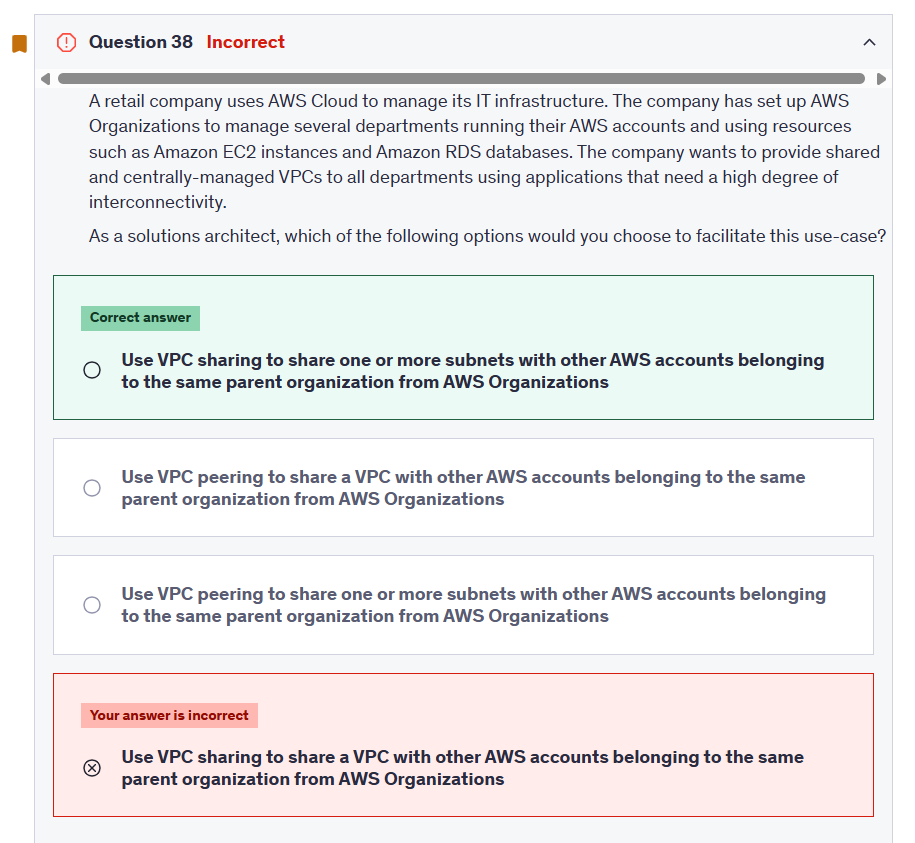 Question 38 Incorrect
A retail company uses AWS Cloud to manage its IT infrastructure. The company has set up AWS
Organizations to manage several departments running their AWS accounts and using resources
such as Amazon EC2 instances and Amazon RDS databases. The company wants to provide shared
and centrally-managed VPCs to all departments using applications that need a high degree of
interconnectivity.
As a solutions architect, which of the following options would you choose to facilitate this use-case?
Correct answer
Use VPC sharing to share one or more subnets with other AWS accounts belonging
to the same parent organization from AWS Organizations
Use VPC peering to share a VPC with other AWS accounts belonging to the same
parent organization from AWS Organizations
Use VPC peering to share one or more subnets with other AWS accounts belonging
to the same parent organization from AWS Organizations
Your answer is incorrect
Use VPC sharing to share a VPC with other AWS accounts belonging to the same
parent organization from AWS Organizations